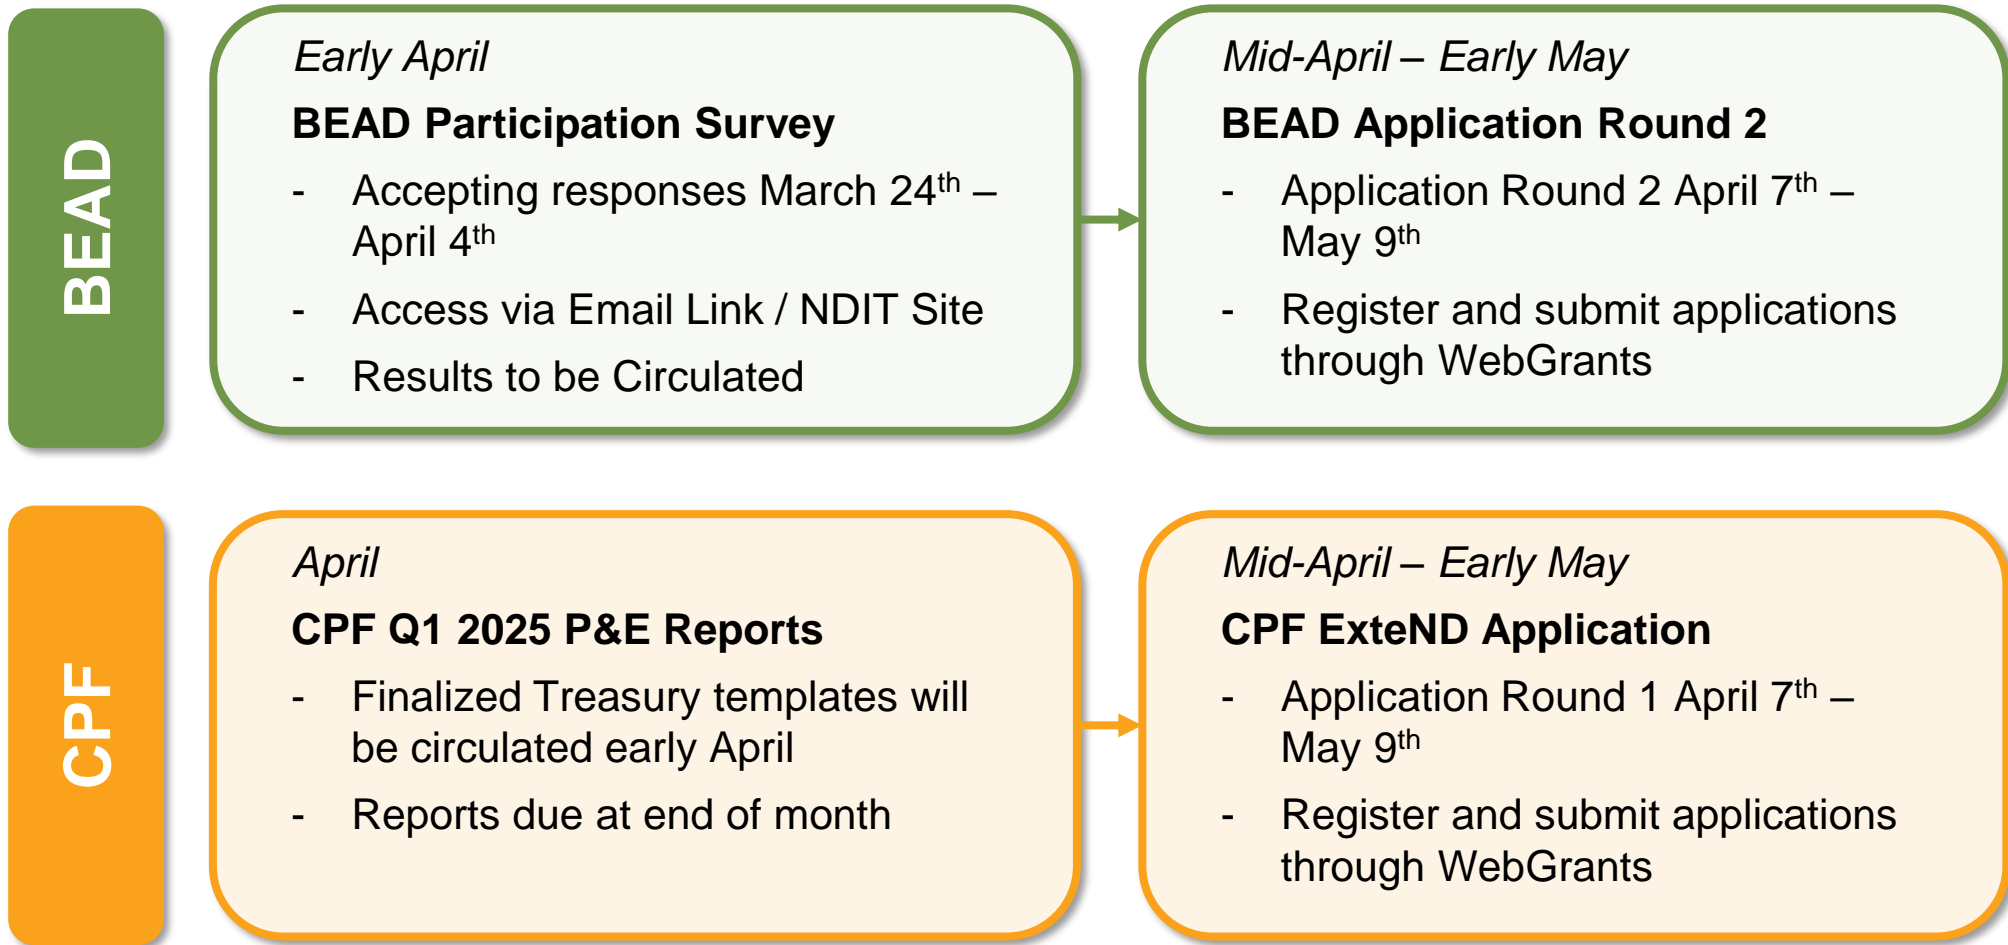 BEAD
Early April
BEAD Participation Survey
- Accepting responses March 24th –
April 4th
- Access via Email Link / NDIT Site
- Results to be Circulated
Mid-April – Early May
BEAD Application Round 2
- Application Round 2 April 7th –
May 9th
- Register and submit applications
through WebGrants
CPF
April
CPF Q1 2025 P&E Reports
- Finalized Treasury templates will
be circulated early April
- Reports due at end of month
Mid-April – Early May
CPF ExteND Application
- Application Round 1 April 7th –
May 9th
- Register and submit applications
through WebGrants